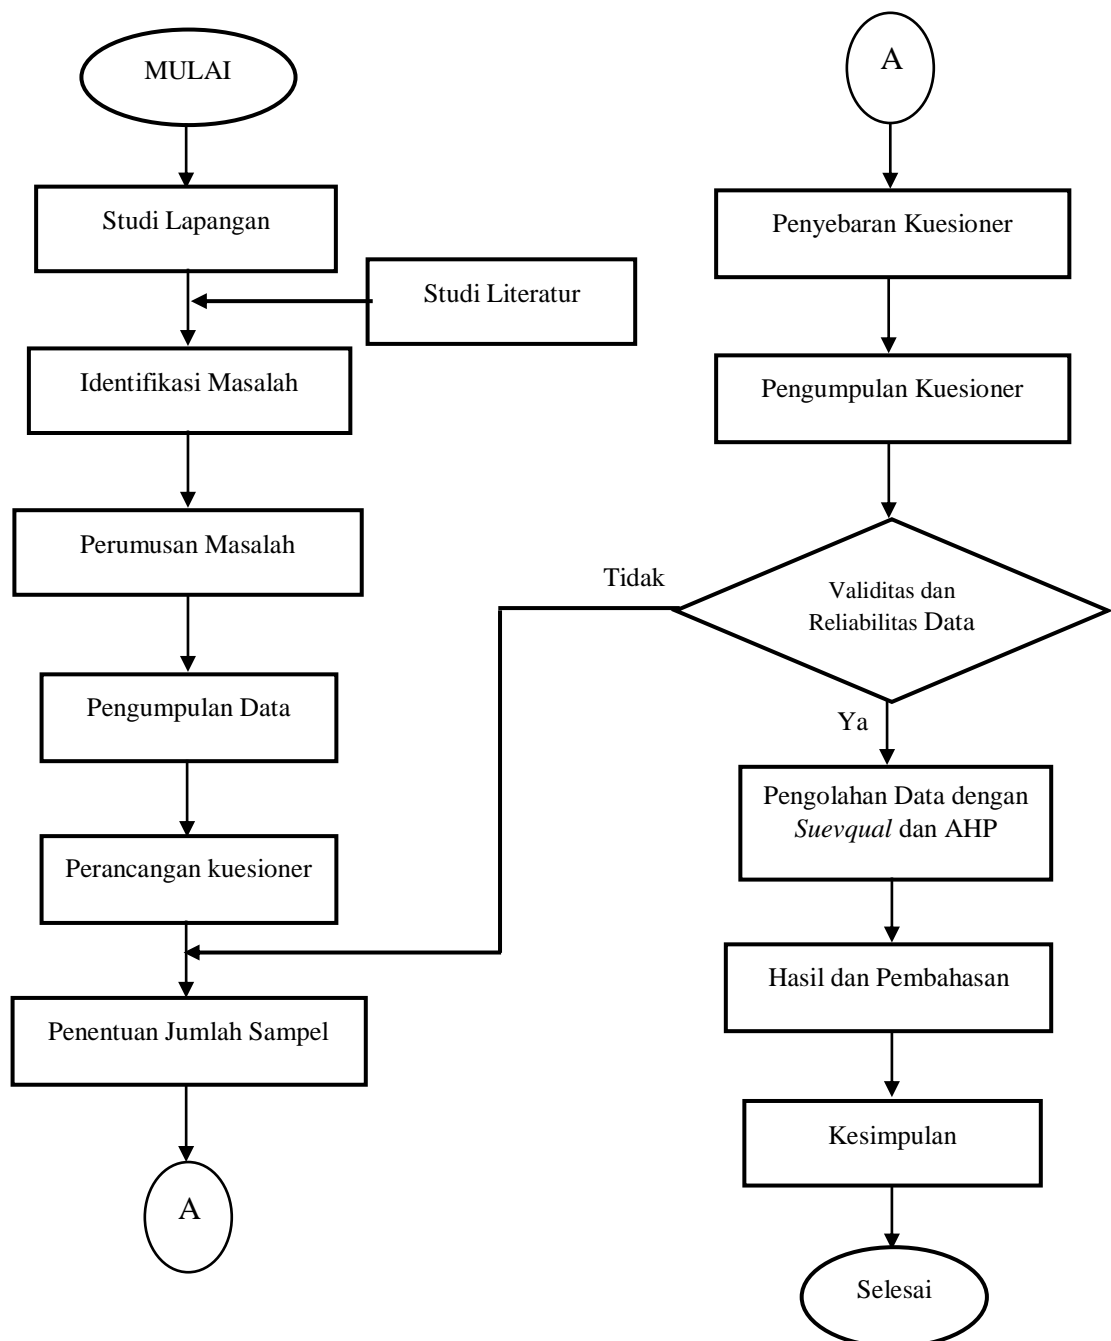 MULAI
Studi Lapangan
Studi Literatur
Identifikasi Masalah
Perumusan Masalah
Pengumpulan Data
Perancangan kuesioner
Penentuan Jumlah Sampel
A
A
Penyebaran Kuesioner
Pengumpulan Kuesioner
Tidak
Validitas dan
Reliabilitas Data
Ya
Pengolahan Data dengan
Suevqual dan AHP
Hasil dan Pembahasan
Kesimpulan
Selesai